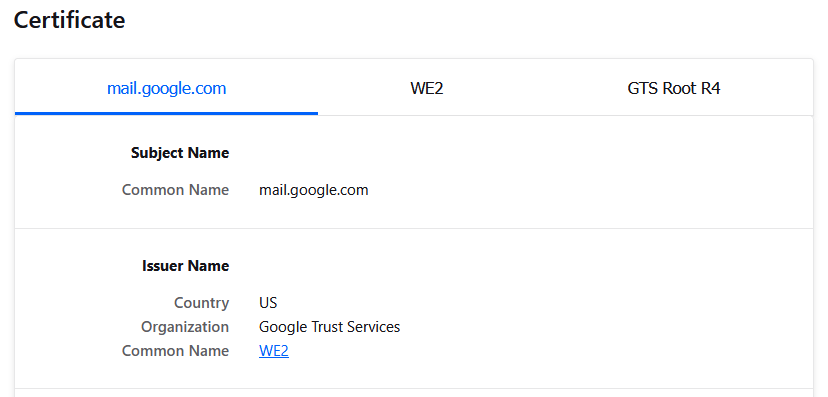 Certificate
mail.google.com WE2 GTS Root R4
Subject Name
Common Name mail.google.com
Issuer Name
Country US
Organization Google Trust Services
Common Name WE2